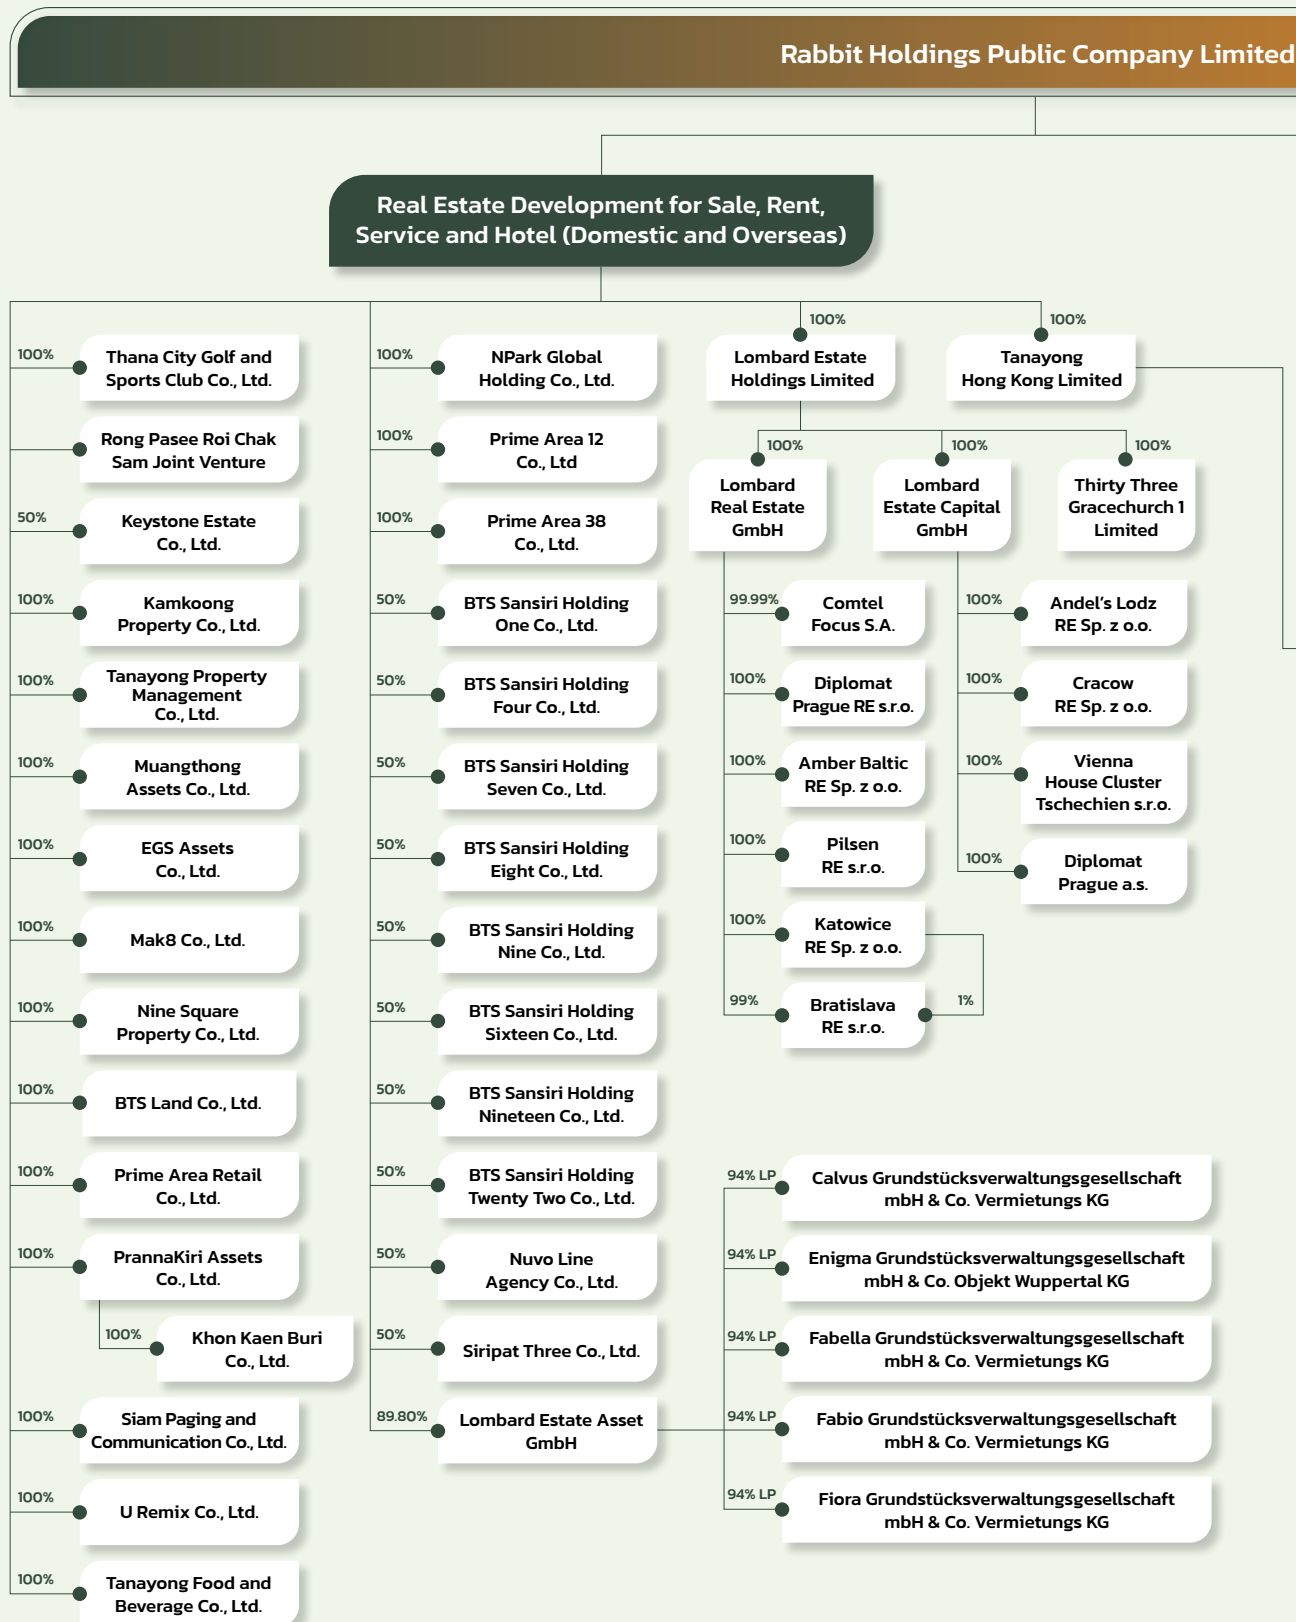 Rabbit Holdings Public Company Limited
Real Estate Development for Sale, Rent,
Service and Hotel (Domestic and Overseas)
100%
Thana City Golf and
Sports Club Co., Ltd.
Rong Pasee Roi Chak
Sam Joint Venture
50%
Keystone Estate
Co., Ltd.
100%
Kamkoong
Property Co., Ltd.
100%
Tanayong Property
Management
Co., Ltd.
100%
Muangthong
Assets Co., Ltd.
100%
EGS Assets
Co., Ltd.
100%
Mak8 Co., Ltd.
100%
Nine Square
Property Co., Ltd.
100%
BTS Land Co., Ltd.
100%
Prime Area Retail
Co., Ltd.
100%
PrannaKiri Assets
Co., Ltd.
100%
Khon Kaen Buri
Co., Ltd.
100%
Siam Paging and
Communication Co., Ltd.
100%
U Remix Co., Ltd.
100%
Tanayong Food and
Beverage Co., Ltd.
100%
NPark Global
Holding Co., Ltd.
100%
Prime Area 12
Co., Ltd
100%
Prime Area 38
Co., Ltd.
50%
BTS Sansiri Holding
One Co., Ltd.
50%
BTS Sansiri Holding
Four Co., Ltd.
50%
BTS Sansiri Holding
Seven Co., Ltd.
50%
BTS Sansiri Holding
Eight Co., Ltd.
50%
BTS Sansiri Holding
Nine Co., Ltd.
50%
BTS Sansiri Holding
Sixteen Co., Ltd.
50%
BTS Sansiri Holding
Nineteen Co., Ltd.
50%
BTS Sansiri Holding
Twenty Two Co., Ltd.
50%
Nuvo Line
Agency Co., Ltd.
50%
Siripat Three Co., Ltd.
89.80%
Lombard Estate Asset
GmbH
94% LP
Calvus Grundstücksverwaltungsgesellschaft
mbH & Co. Vermietungs KG
94% LP
Enigma Grundstücksverwaltungsgesellschaft
mbH & Co. Objekt Wuppertal KG
94% LP
Fabella Grundstücksverwaltungsgesellschaft
mbH & Co. Vermietungs KG
94% LP
Fabio Grundstücksverwaltungsgesellschaft
mbH & Co. Vermietungs KG
94% LP
Fiora Grundstücksverwaltungsgesellschaft
mbH & Co. Vermietungs KG
100%
Lombard Estate
Holdings Limited
100%
Lombard
Real Estate
GmbH
99.99%
Comtel
Focus S.A.
100%
Diplomat
Prague RE s.r.o.
100%
Amber Baltic
RE Sp. z o.o.
100%
Pilsen
RE s.r.o.
100%
Katowice
RE Sp. z o.o.
99%
Bratislava
RE s.r.o.
1%
100%
Lombard
Estate Capital
GmbH
100%
Andel's Lodz
RE Sp. z o.o.
100%
Cracow
RE Sp. z o.o.
100%
Vienna
House Cluster
Tschechien s.r.o.
100%
Diplomat
Prague a.s.
100%
Thirty Three
Gracechurch 1
Limited
100%
Tanayong
Hong Kong Limited